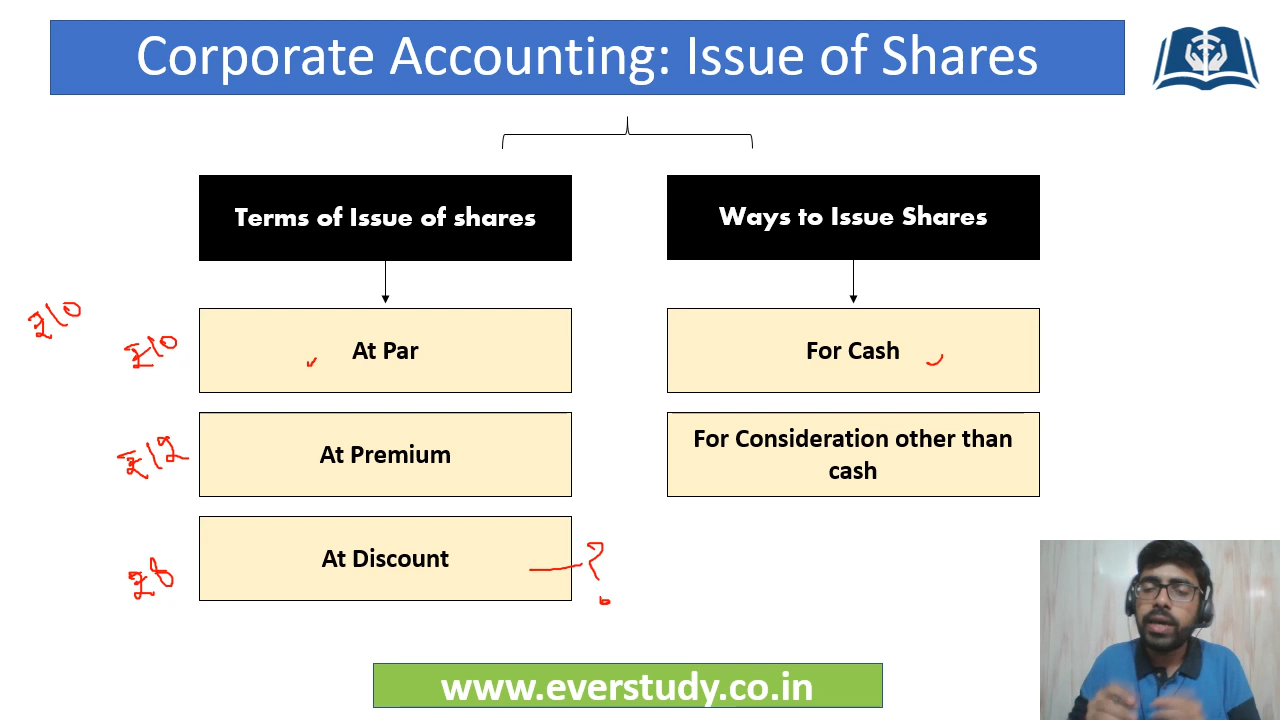 Corporate Accounting: Issue of Shares
Terms of Issue of shares
Ways to Issue Shares
₹10
₹10
At Par
For Cash
₹12
At Premium
For Consideration other than
cash
₹8
At Discount
?
www.everstudy.co.in